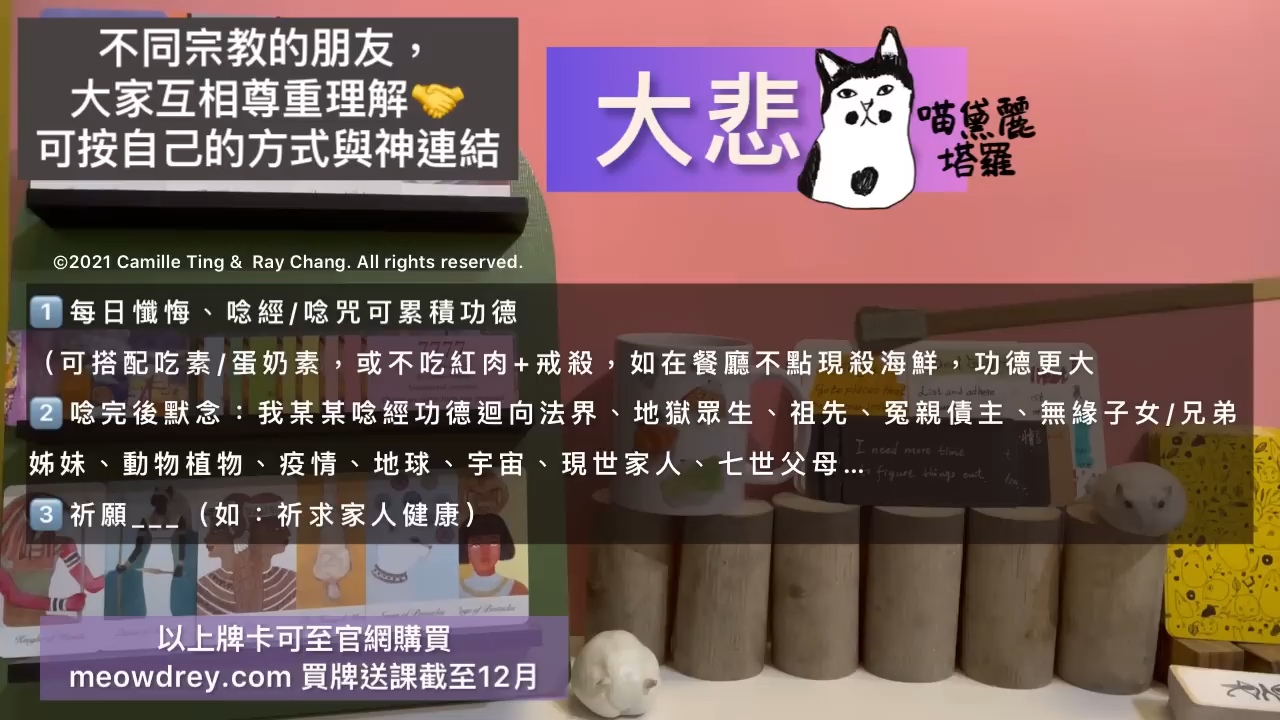 不同宗教的朋友，
大家互相尊重理解🤝
可按自己的方式與神連結
大悲
喵黛麗
塔羅
©2021 Camille Ting & Ray Chang. All rights reserved.
1️⃣ 每日懺悔、唸經/唸咒可累積功德
（可搭配吃素/蛋奶素，或不吃紅肉+戒殺，如在餐廳不點現殺海鮮，功德更大
2️⃣ 唸完後默念：我某某唸經功德迴向法界、地獄眾生、祖先、冤親債主、無緣子女/兄弟
姊妹、動物植物、疫情、地球、宇宙、現世家人、七世父母...
3️⃣ 祈願___（如：祈求家人健康）
I need more time
figure things out.
以上牌卡可至官網購買
meowdrey.com 買牌送課截至12月